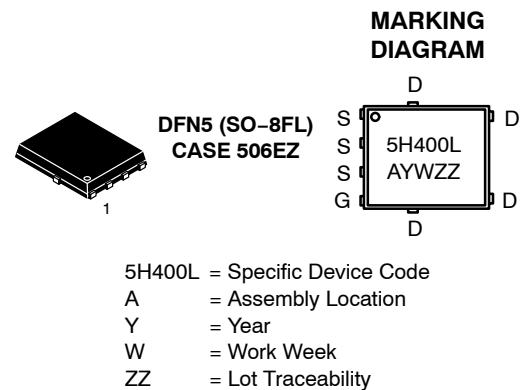 MARKING
DIAGRAM
DFN5 (SO−8FL)
CASE 506EZ
1
D
S D
S 5H400L
S AYWZZ
G D
D
5H400L = Specific Device Code
A = Assembly Location
Y = Year
W = Work Week
ZZ = Lot Traceability